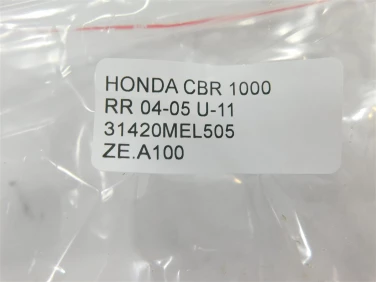 HONDA CBR 1000
RR 04-05 U-11
31420MEL505
ZE.A100